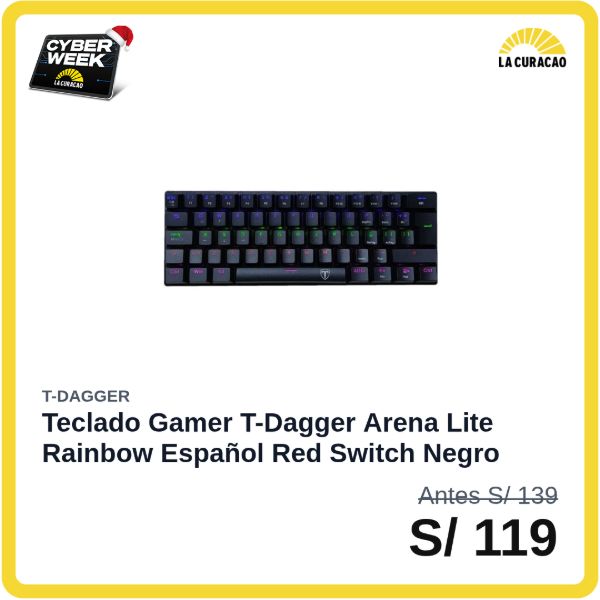 CYBER
WEEK
LA CURACAO
LA CURACAO
T-DAGGER
Teclado Gamer T-Dagger Arena Lite
Rainbow Español Red Switch Negro
Antes S/ 139
S/ 119